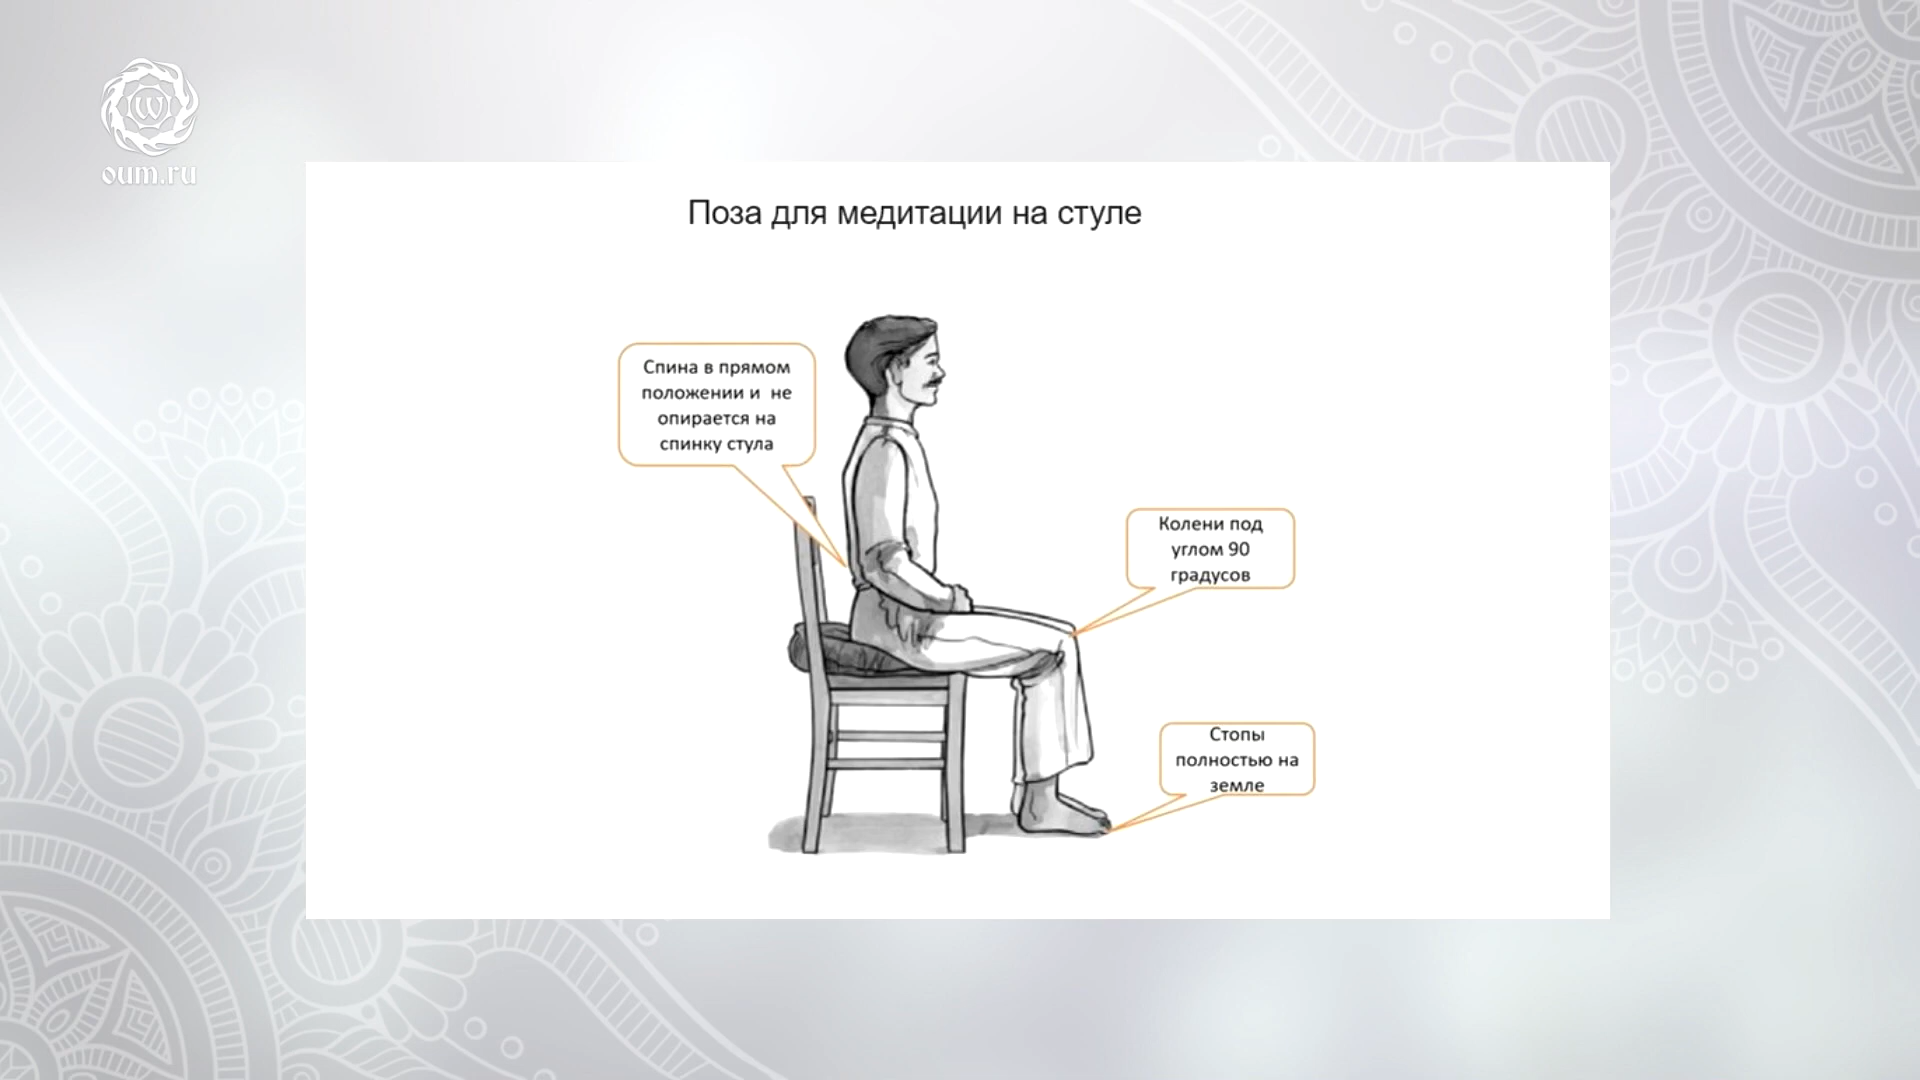 oum.ru
Поза для медитации на стуле
Спина в прямом
положении и не
опирается на
спинку стула
Колени под
углом 90
градусов
Стопы
полностью на
земле